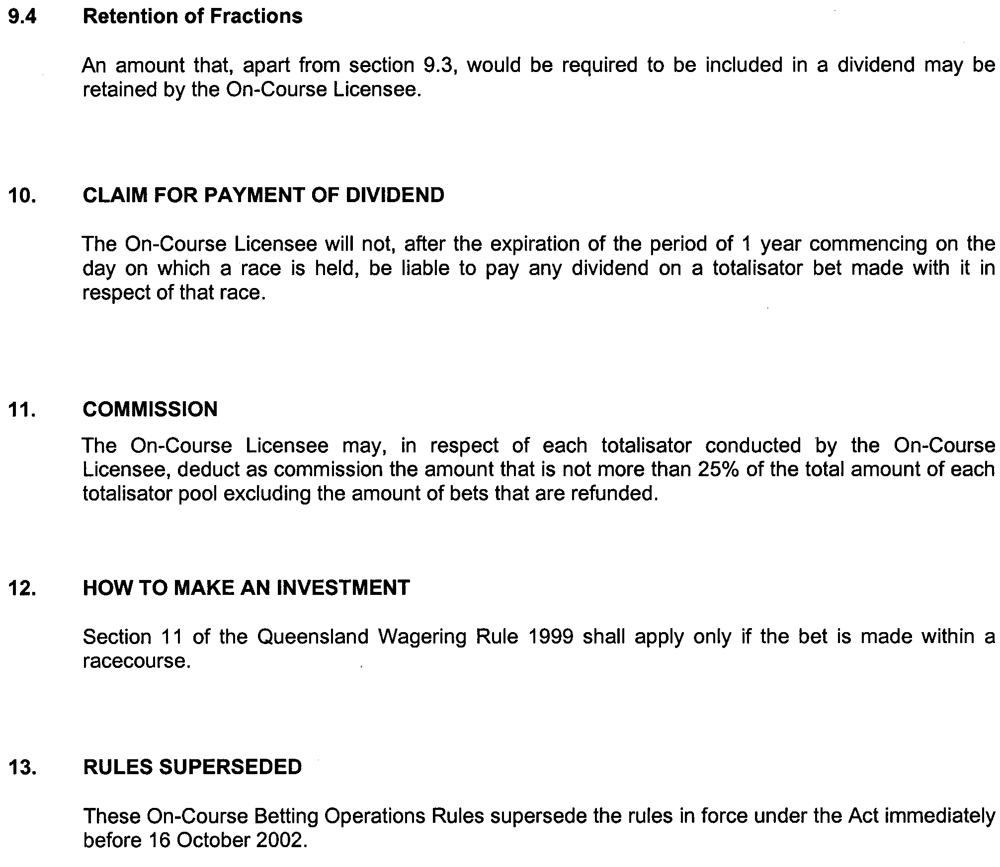 9.4 Retention of Fractions
An amount that, apart from section 9.3, would be required to be included in a dividend may be
retained by the On-Course Licensee.
10. CLAIM FOR PAYMENT OF DIVIDEND
The On-Course Licensee will not, after the expiration of the period of 1 year commencing on the
day on which a race is held, be liable to pay any dividend on a totalisator bet made with it in
respect of that race.
11. COMMISSION
The On-Course Licensee may, in respect of each totalisator conducted by the On-Course
Licensee, deduct as commission the amount that is not more than 25% of the total amount of each
totalisator pool excluding the amount of bets that are refunded.
12. HOW TO MAKE AN INVESTMENT
Section 11 of the Queensland Wagering Rule 1999 shall apply only if the bet is made within a
racecourse.
13. RULES SUPERSEDED
These On-Course Betting Operations Rules supersede the rules in force under the Act immediately
before 16 October 2002.